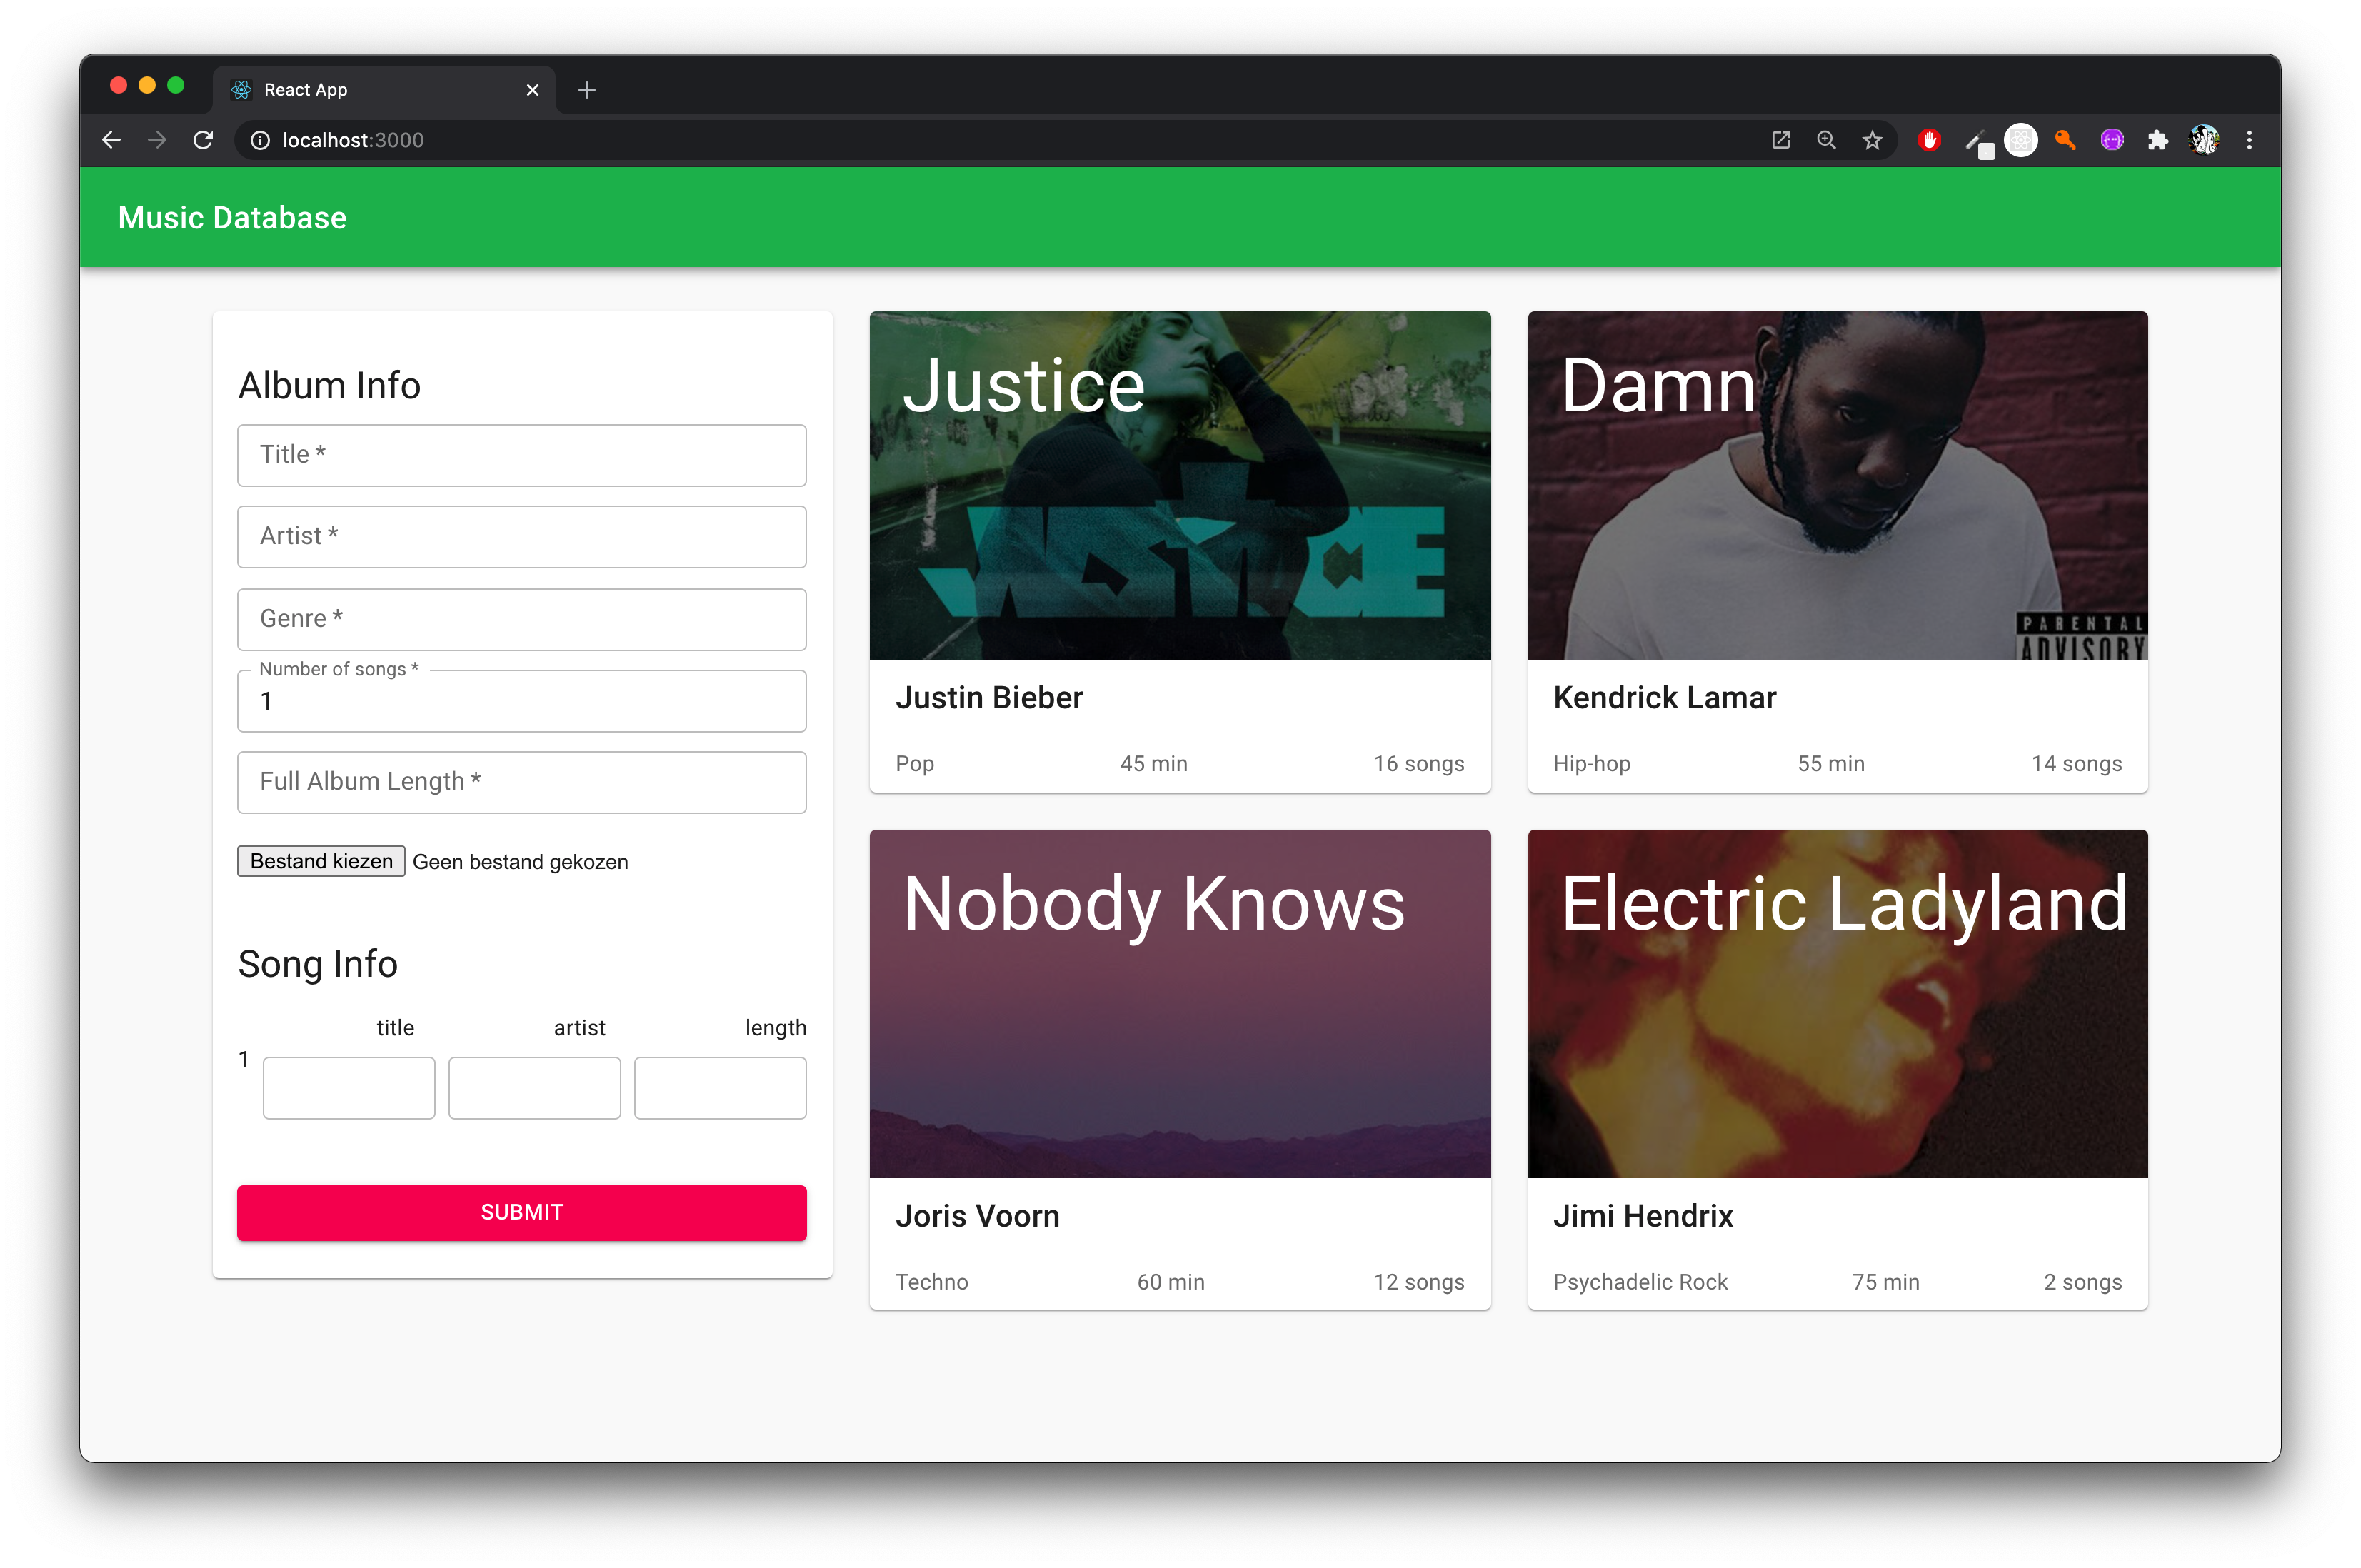 React App
localhost:3000
Music Database
Album Info
Title *
Artist *
Genre *
Number of songs *
1
Full Album Length *
Bestand kiezen Geen bestand gekozen
Song Info
title artist length
1
SUBMIT
Justice
JUSTICE
Justin Bieber
Pop 45 min 16 songs
Damn
PARENTAL
ADVISORY
Kendrick Lamar
Hip-hop 55 min 14 songs
Nobody Knows
Joris Voorn
Techno 60 min 12 songs
Electric Ladyland
Jimi Hendrix
Psychadelic Rock 75 min 2 songs